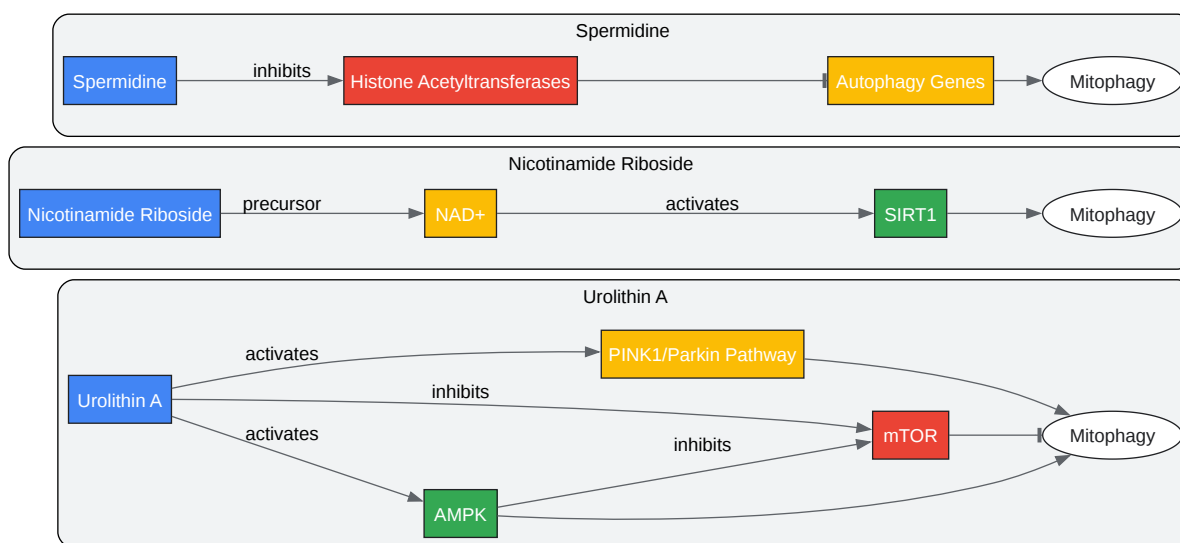 Spermidine
Spermidine
inhibits
Histone Acetyltransferases
Autophagy Genes
Mitophagy
Nicotinamide Riboside
Nicotinamide Riboside
precursor
NAD+
activates
SIRT1
Mitophagy
Urolithin A
activates
PINK1/Parkin Pathway
Urolithin A
inhibits
activates
inhibits
mTOR
Mitophagy
AMPK